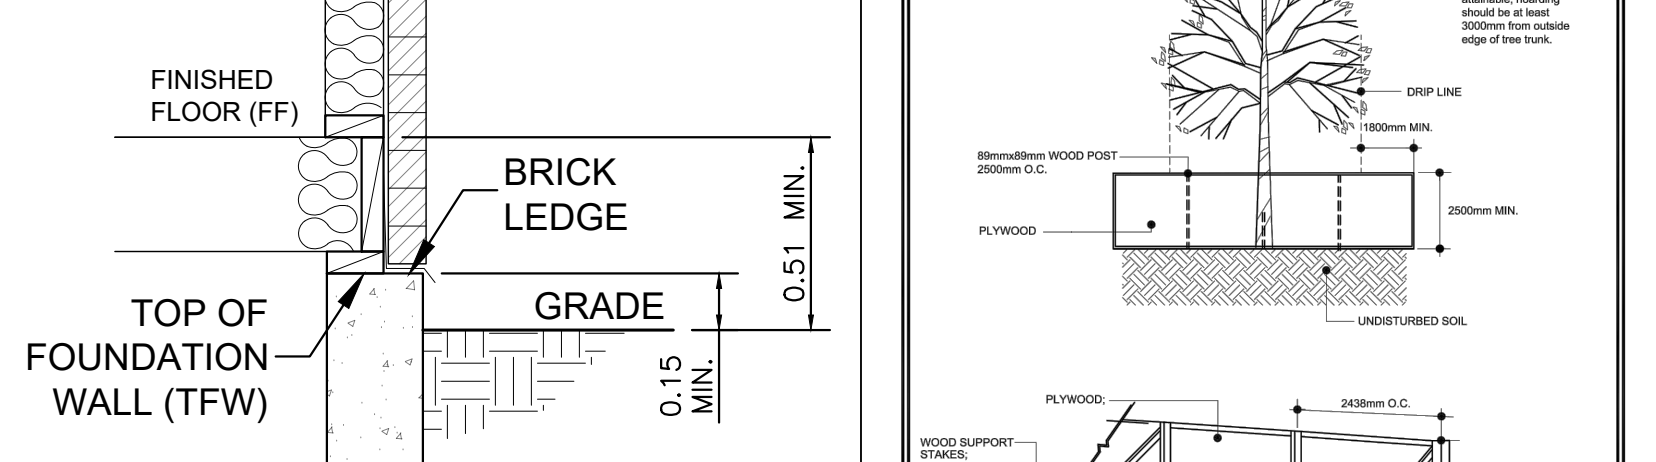 FINISHED
FLOOR (FF)
BRICK
LEDGE
0.51 MIN.
GRADE
TOP OF
FOUNDATION
WALL (TFW)
0.15
MIN.
attainable, hoarding
should be at least
3000mm from outside
edge of tree trunk.
DRIP LINE
1800mm MIN.
89mmx89mm WOOD POST
2500mm O.C.
2500mm MIN.
PLYWOOD
UNDISTURBED SOIL
PLYWOOD;
2438mm O.C.
WOOD SUPPORT
STAKES;